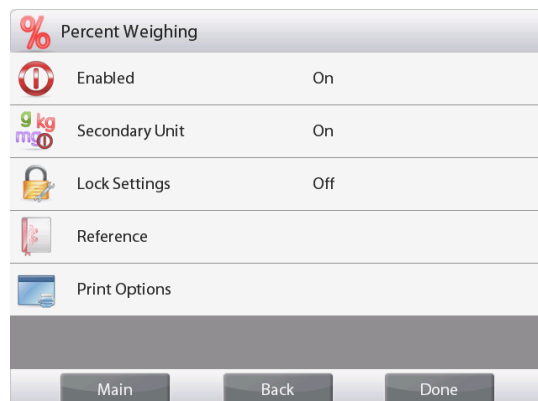 % Percent Weighing
Enabled On
g kg mg Secondary Unit On
Lock Settings Off
Reference
Print Options
Main Back Done